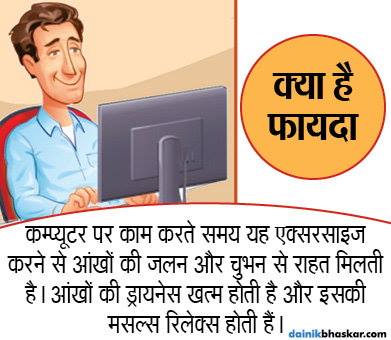 क्या है
फायदा
कम्प्यूटर पर काम करते समय यह एक्सरसाइज
करने से आंखों की जलन और चुभन से राहत मिलती
है। आंखों की ड्रायनेस खत्म होती है और इसकी
मसल्स रिलेक्स होती हैं।
dainikbhaskar.com